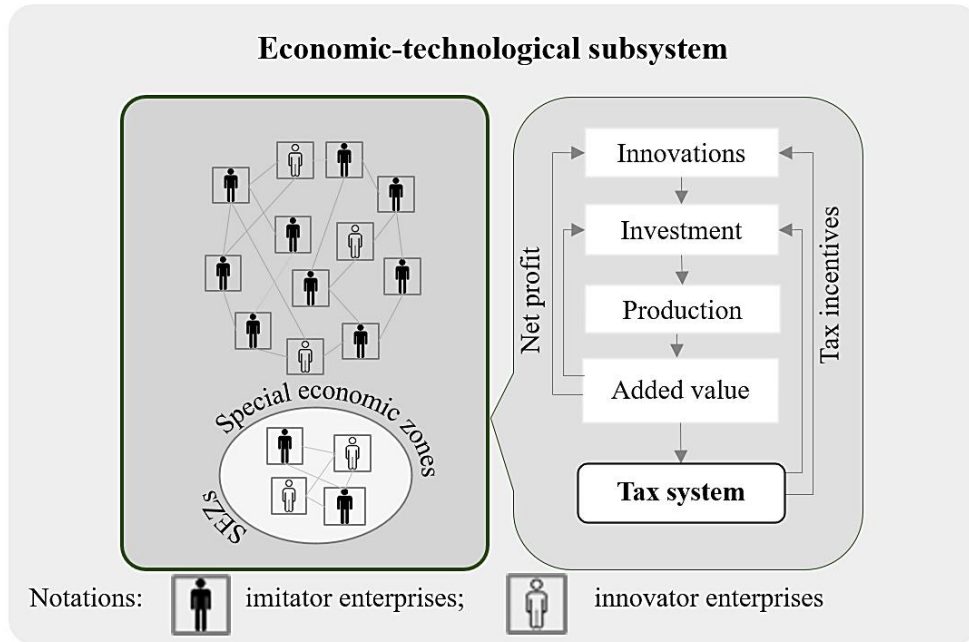 Economic-technological subsystem
Special economic zones
SEZs
Net profit
Innovations
Investment
Production
Added value
Tax system
Tax incentives
Notations: imitator enterprises; innovator enterprises